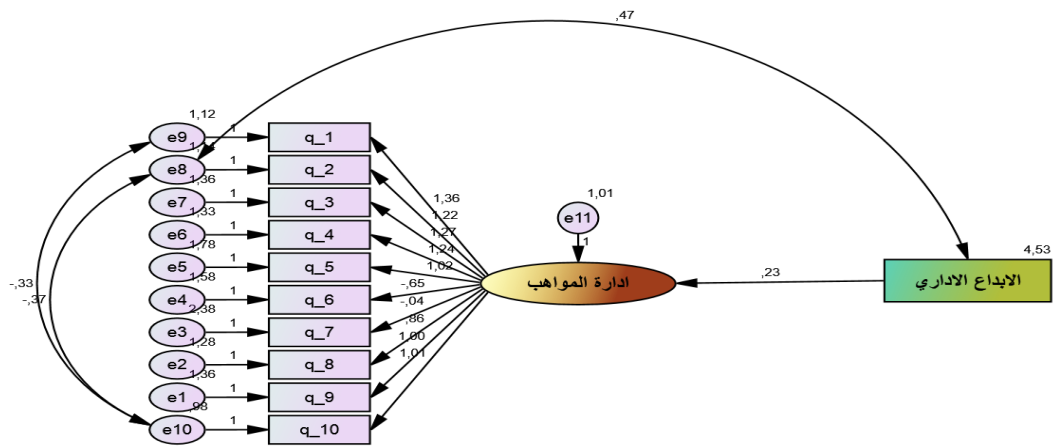 ,47
1,12
e9 1 q_1
e8 1 q_2
1,36
e7 1 q_3
1,33
e6 1 q_4
1,78
e5 1 q_5
1,58
e4 1 q_6
2,38
e3 1 q_7
1,28
e2 1 q_8
1,36
e1 1 q_9
,98
e10 1 q_10
-,33
-,37
1,36
1,22
1,27
1,24
1,02
-,65
-,04
,86
1,00
1,01
1,01
e11
1
ادارة المواهب
,23
4,53
الابداع الاداري